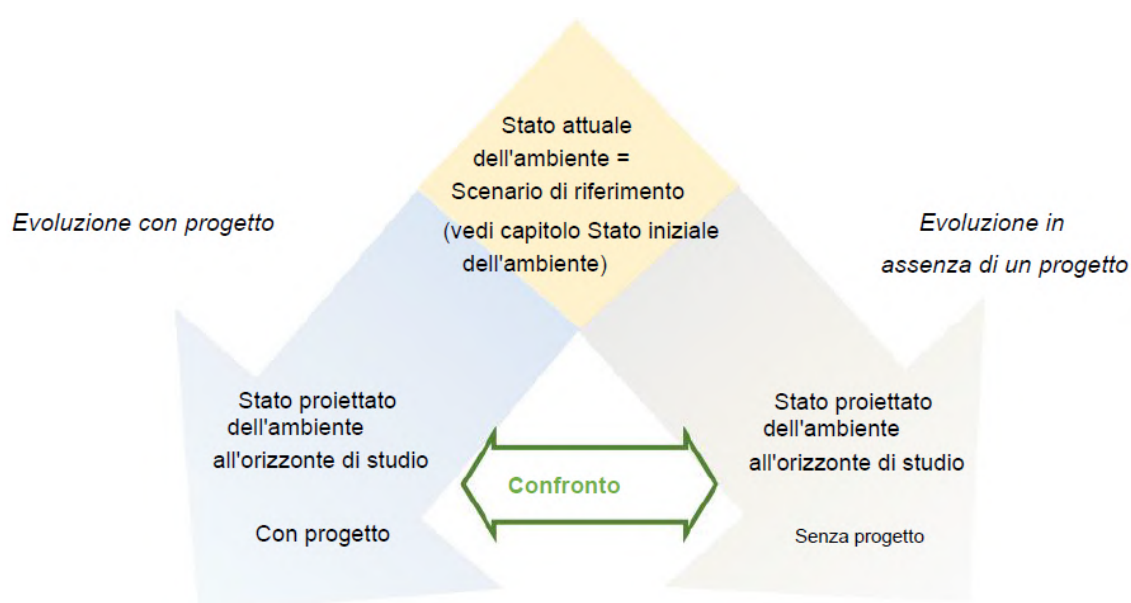 Stato attuale
dell'ambiente =
Scenario di riferimento
(vedi capitolo Stato iniziale
dell'ambiente)
Evoluzione con progetto
Evoluzione in
assenza di un progetto
Stato proiettato
dell'ambiente
all'orizzonte di studio
Con progetto
Confronto
Stato proiettato
dell'ambiente
all'orizzonte di studio
Senza progetto